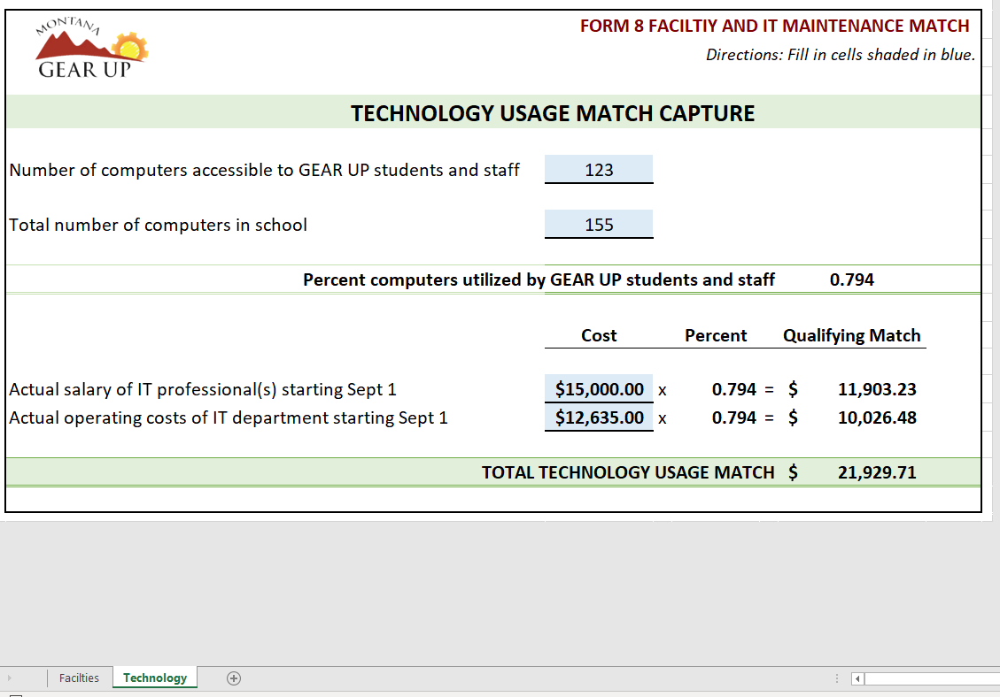 MONTANA
GEAR UP
FORM 8 FACILTIY AND IT MAINTENANCE MATCH
Directions: Fill in cells shaded in blue.
TECHNOLOGY USAGE MATCH CAPTURE
Number of computers accessible to GEAR UP students and staff 123
Total number of computers in school 155
Percent computers utilized by GEAR UP students and staff 0.794
Cost Percent Qualifying Match
Actual salary of IT professional(s) starting Sept 1 $15,000.00 x 0.794 = $ 11,903.23
Actual operating costs of IT department starting Sept 1 $12,635.00 x 0.794 = $ 10,026.48
TOTAL TECHNOLOGY USAGE MATCH $ 21,929.71
Facilties Technology